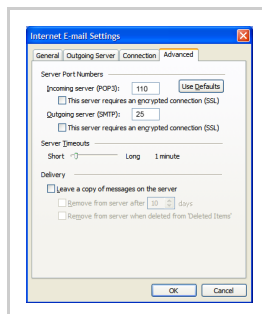 Internet E-mail Settings
General Outgoing Server Connection Advanced
Server Port Numbers
Incoming server (POP3): 110 Use Defaults
This server requires an encrypted connection (SSL)
Outgoing server (SMTP): 25
This server requires an encrypted connection (SSL)
Server Timeouts
Short Long 1 minute
Delivery
Leave a copy of messages on the server
Remove from server after 10 days
Remove from server when deleted from 'Deleted Items'
OK Cancel